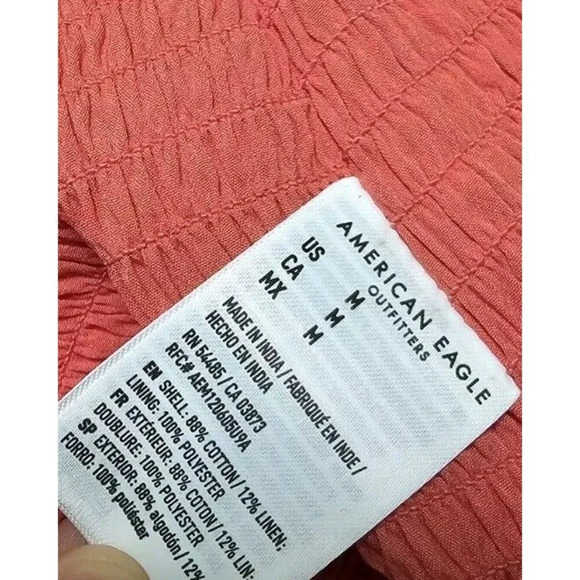 AMERICAN EAGLE
OUTFITTERS
US M
CA M
MX M
MADE IN INDIA / FABRIQUÉ EN INDE /
HECHO EN INDIA
RN 54485 / CA 03873
RFC# AEM120405U9A
EN SHELL: 88% COTTON / 12% LINEN;
LINING: 100% POLYESTER
FR EXTÉRIEUR: 88% COTON / 12% LIN;
DOUBLURE: 100% POLYESTER
SP EXTERIOR: 88% algodón / 12% LIN
FORRO: 100% poliéster